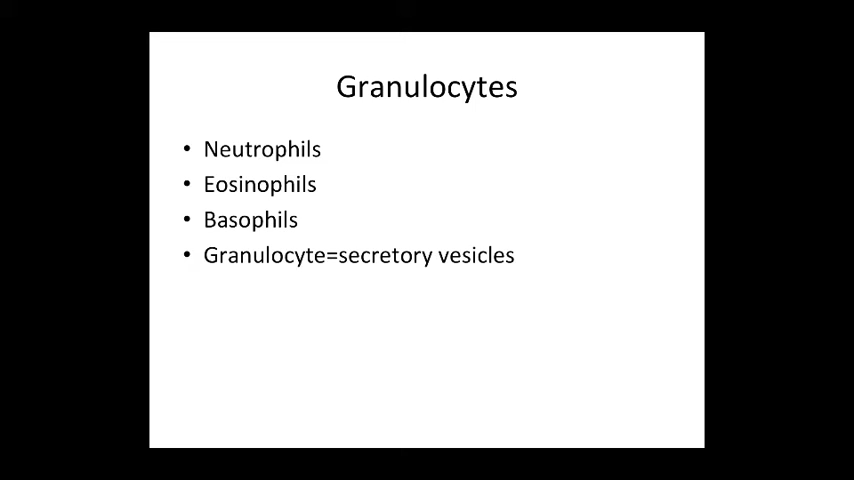 Granulocytes
• Neutrophils
• Eosinophils
• Basophils
• Granulocyte=secretory vesicles